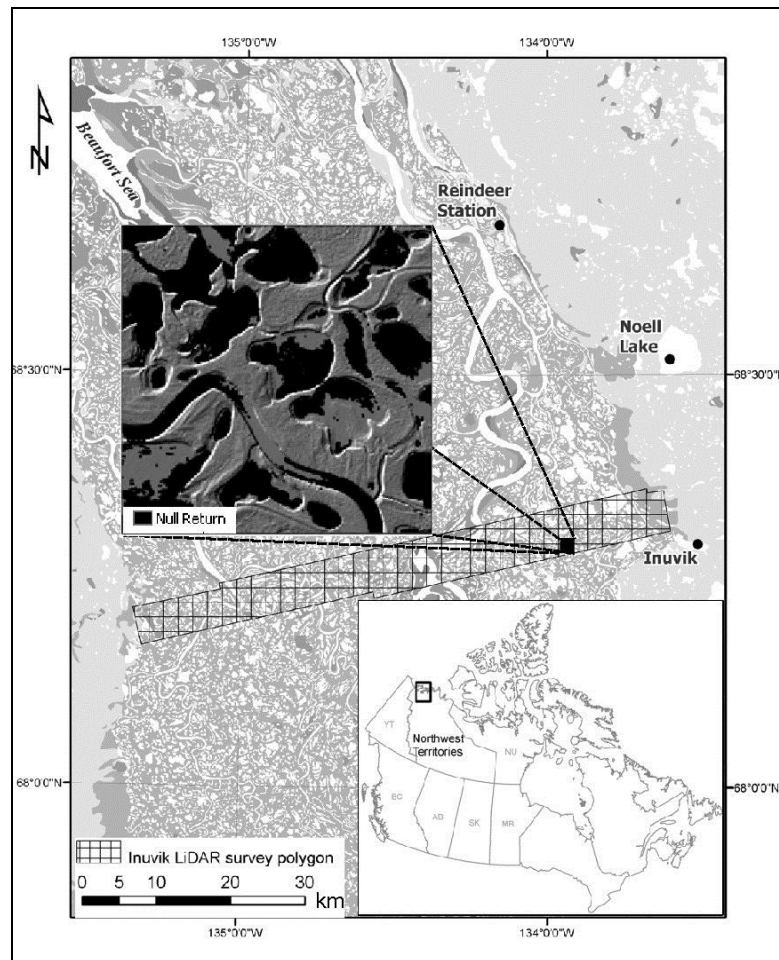 135°0'0"W 134°0'0"W
N
Beaufort Sea
Reindeer
Station
Noell
Lake
68°30'0"N 68°30'0"N
Null Return
Inuvik
YT
Northwest
Territories
NU
BC
AD
SK
MR
68°0'0"N 68°0'0"N
Inuvik LiDAR survey polygon
0 5 10 20 30
km
135°0'0"W 134°0'0"W